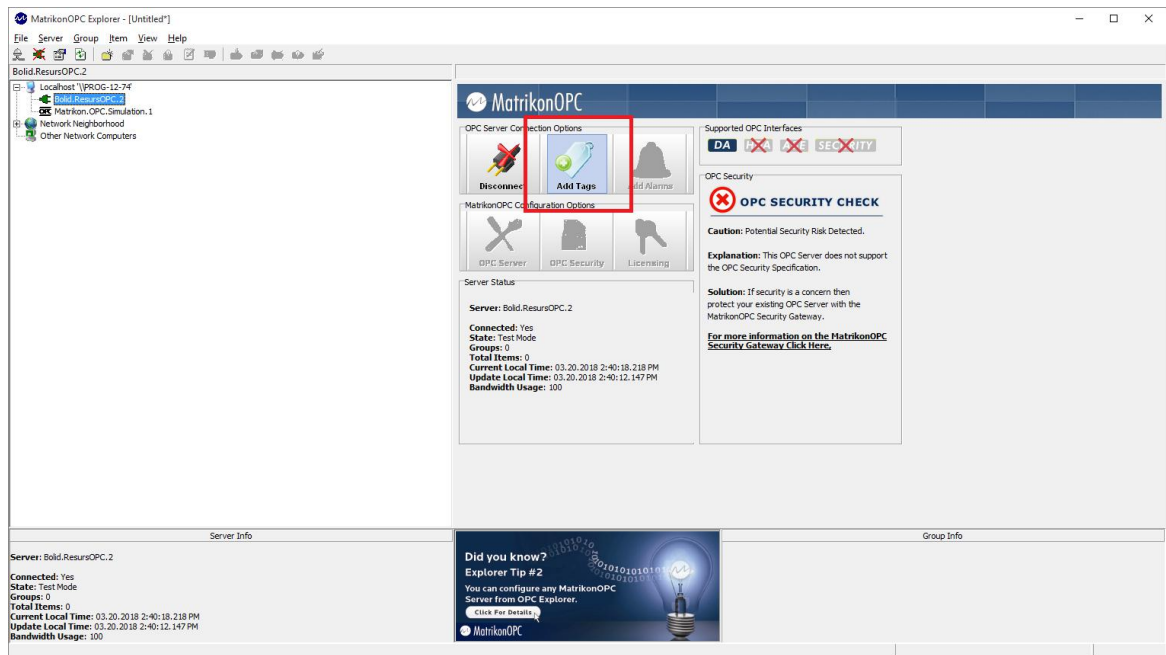 MatrikonOPC Explorer - [Untitled*]
File Server Group Item View Help
Bolid.ResursOPC.2
Localhost '\\PROG-12-74'
Bolid.ResursOPC.2
Matrikon.OPC.Simulation.1
Network Neighborhood
Other Network Computers
MatrikonOPC
OPC Server Connection Options
Disconnect
Add Tags
Add Alarms
MatrikonOPC Configuration Options
OPC Server
OPC Security
Licensing
Server Status
Server: Bolid.ResursOPC.2
Connected: Yes
State: Test Mode
Groups: 0
Total Items: 0
Current Local Time: 03.20.2018 2:40:18.218 PM
Update Local Time: 03.20.2018 2:40:12.147 PM
Bandwidth Usage: 100
Supported OPC Interfaces
DA HDA A&E SECURITY
OPC Security
OPC SECURITY CHECK
Caution: Potential Security Risk Detected.
Explanation: This OPC Server does not support
the OPC Security Specification.
Solution: If security is a concern then
protect your existing OPC Server with the
MatrikonOPC Security Gateway.
For more information on the MatrikonOPC
Security Gateway Click Here.
Server Info
Server: Bolid.ResursOPC.2
Connected: Yes
State: Test Mode
Groups: 0
Total Items: 0
Current Local Time: 03.20.2018 2:40:18.218 PM
Update Local Time: 03.20.2018 2:40:12.147 PM
Bandwidth Usage: 100
Did you know?
Explorer Tip #2
You can configure any MatrikonOPC
Server from OPC Explorer.
Click For Details
MatrikonOPC
Group Info